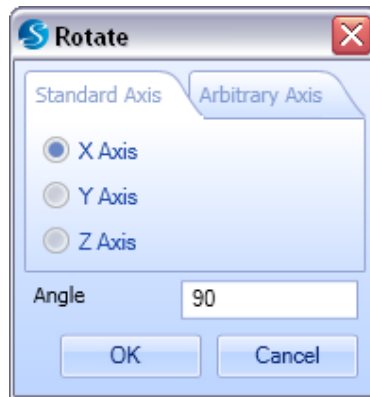 Rotate
Standard Axis Arbitrary Axis
X Axis
Y Axis
Z Axis
Angle 90
OK Cancel